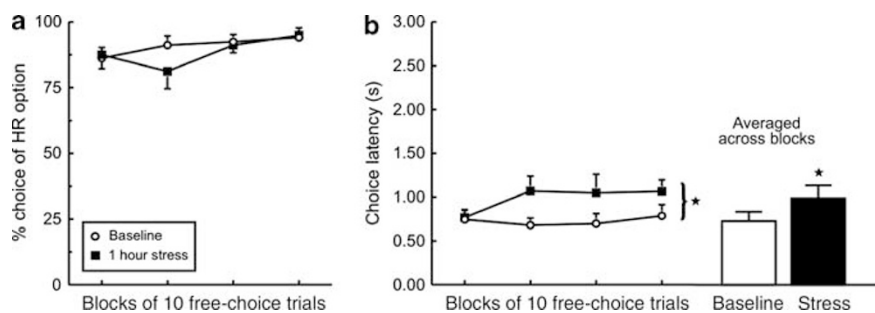 a
% choice of HR option
100
75
50
25
0
Baseline
1 hour stress
Blocks of 10 free-choice trials
b
Choice latency (s)
3.00
2.50
2.00
1.50
1.00
0.50
0.00
Averaged
across blocks
Blocks of 10 free-choice trials
Baseline
Stress